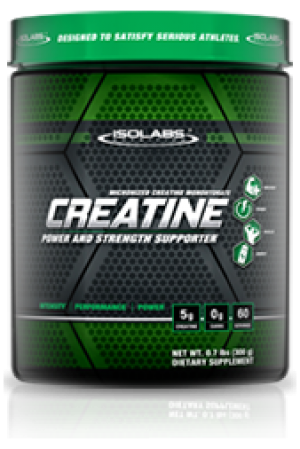 DESIGNED TO SATISFY SERIOUS ATHLETES.
ISOLABS
MICRONIZED CREATINE MONOHYDRATE
CREATINE
POWER AND STRENGTH SUPPORTER
INTENSITY PERFORMANCE POWER
5g 0g 60
CREATINE
NET WT. 0.7 lbs (300 g)
DIETARY SUPPLEMENT